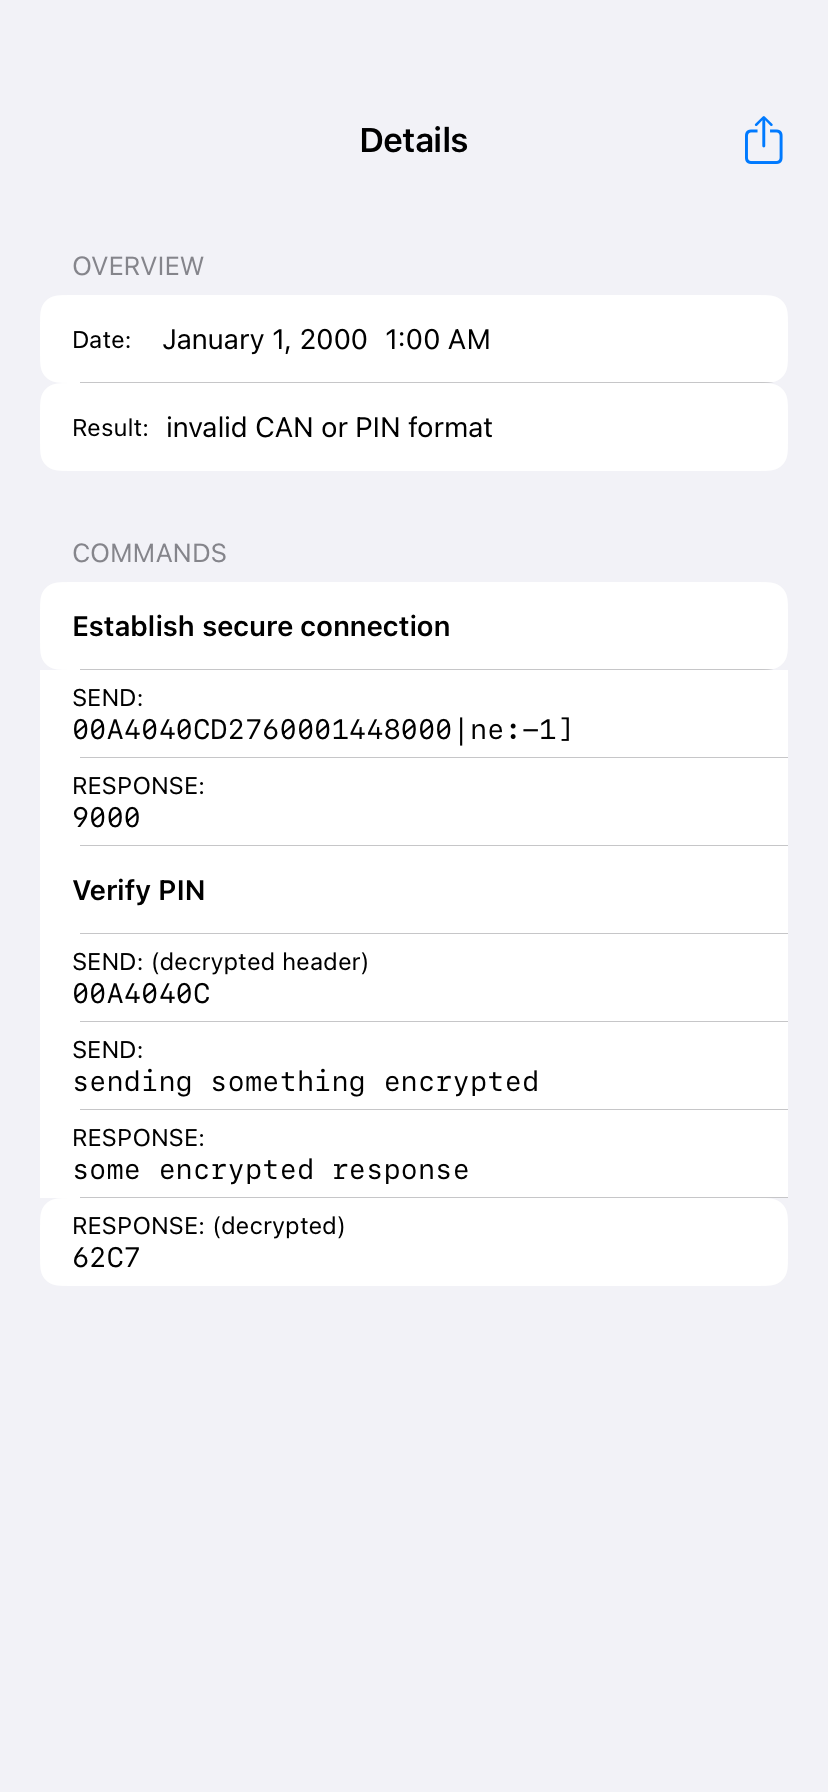 Details
OVERVIEW
Date: January 1, 2000 1:00 AM
Result: invalid CAN or PIN format
COMMANDS
Establish secure connection
SEND:
00A4040CD2760001448000|ne:-1]
RESPONSE:
9000
Verify PIN
SEND: (decrypted header)
00A4040C
SEND:
sending something encrypted
RESPONSE:
some encrypted response
RESPONSE: (decrypted)
62C7